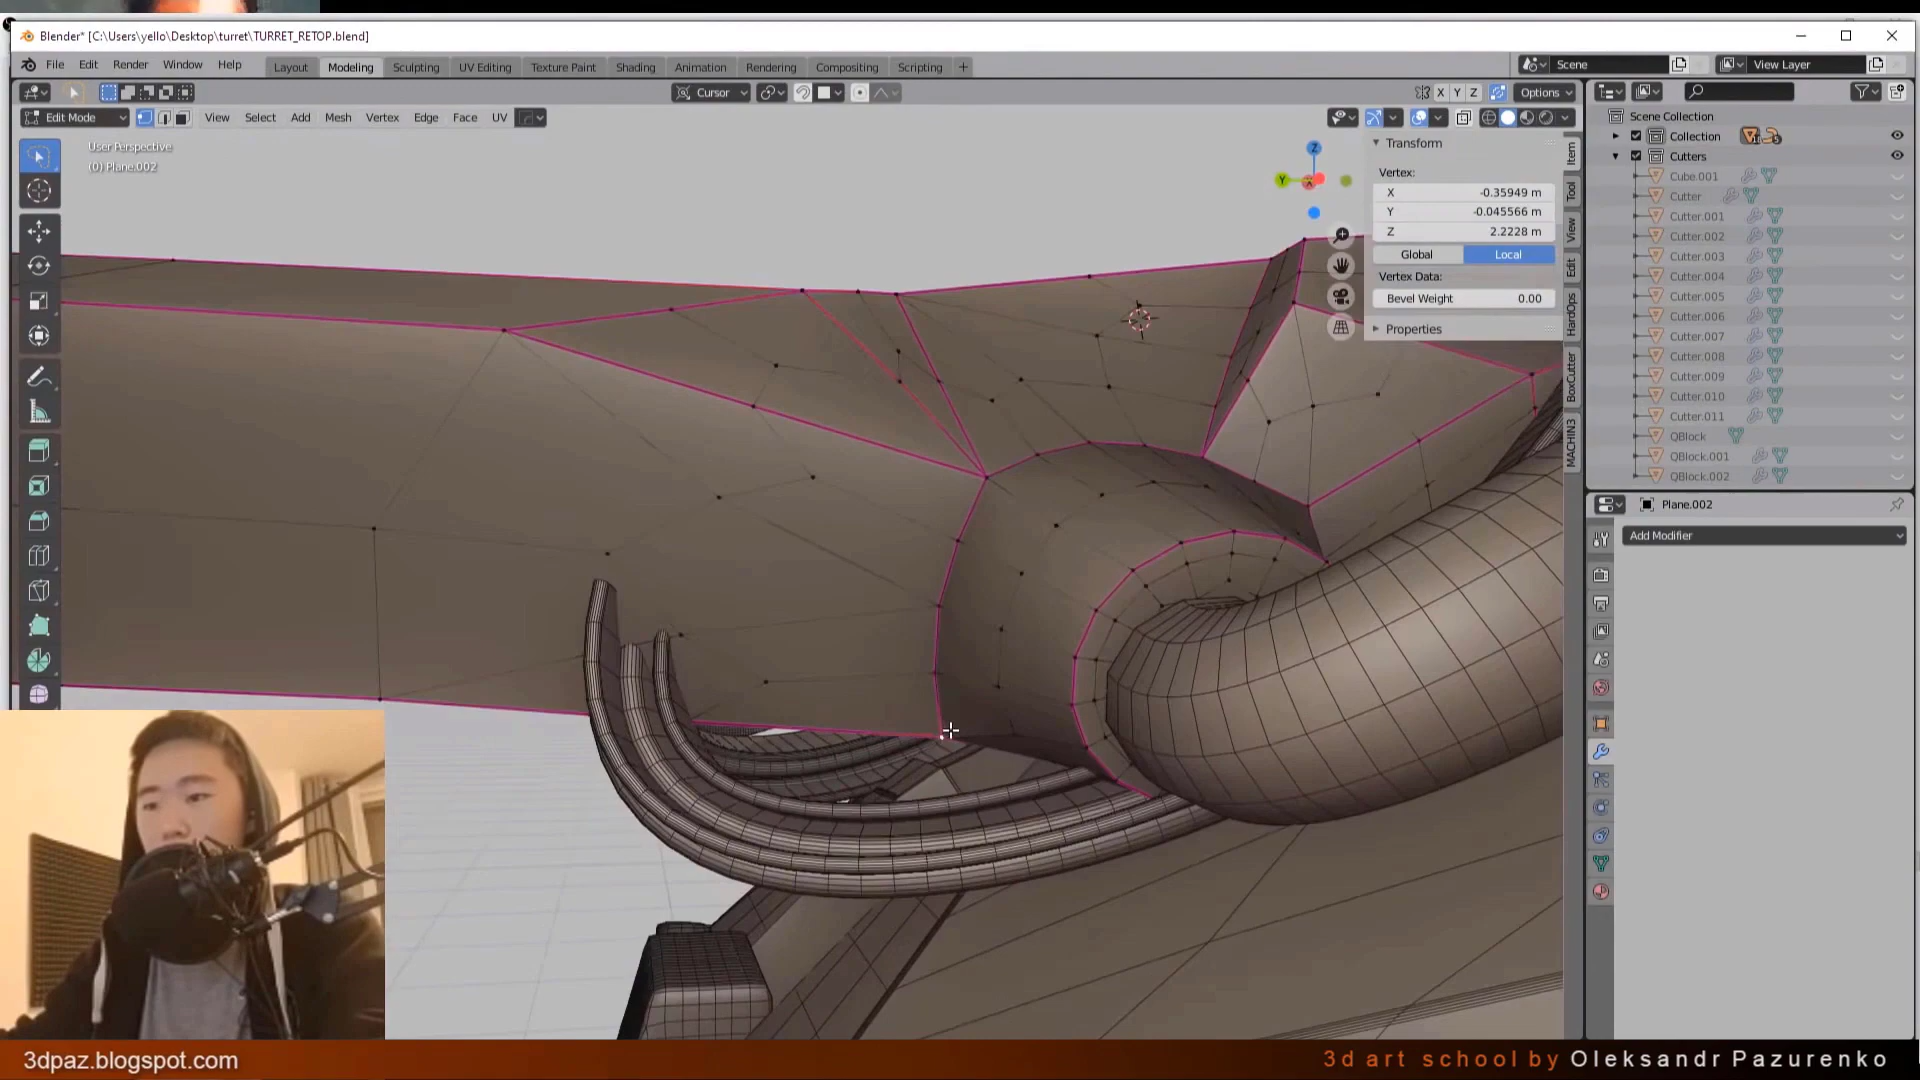 Blender* [C:\Users\yello\Desktop\turret\TURRET_RETOP.blend]
File Edit Render Window Help Layout Modeling Sculpting UV Editing Texture Paint Shading Animation Rendering Compositing Scripting + Scene View Layer
Cursor X Y Z Options
Edit Mode View Select Add Mesh Vertex Edge Face UV
User Perspective
(0) Plane.002
Z
Y
Transform
Vertex:
X -0.35949 m
Y -0.045566 m
Z 2.2228 m
Global Local
Vertex Data:
Bevel Weight 0.00
Properties
Item
Tool
View
Edit
HardOps
BoxCutter
MACHIN3
Scene Collection
Collection
Cutters
Cube.001
Cutter
Cutter.001
Cutter.002
Cutter.003
Cutter.004
Cutter.005
Cutter.006
Cutter.007
Cutter.008
Cutter.009
Cutter.010
Cutter.011
QBlock
QBlock.001
QBlock.002
Plane.002
Add Modifier
3dpaz.blogspot.com
3d art school by Oleksandr Pazurenko